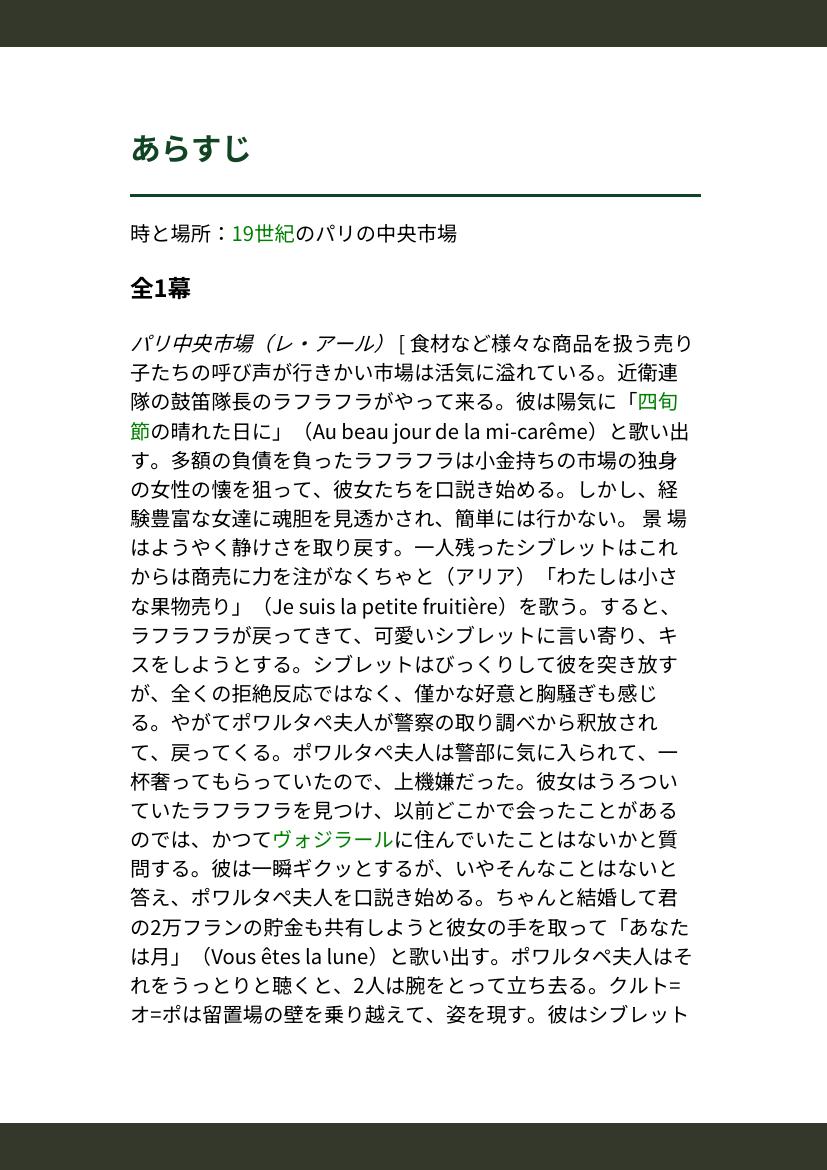 あらすじ
時と場所：19世紀のパリの中央市場
全1幕
パリ中央市場（レ・アール） [ 食材など様々な商品を扱う売り
子たちの呼び声が行きかい市場は活気に溢れている。近衛連
隊の鼓笛隊長のラフラフラがやって来る。彼は陽気に「四旬
節の晴れた日に」（Au beau jour de la mi-carême）と歌い出
す。多額の負債を負ったラフラフラは小金持ちの市場の独身
の女性の懐を狙って、彼女たちを口説き始める。しかし、経
験豊富な女達に魂胆を見透かされ、簡単には行かない。 景 場
はようやく静けさを取り戻す。一人残ったシブレットはこれ
からは商売に力を注がなくちゃと（アリア）「わたしは小さ
な果物売り」（Je suis la petite fruitière）を歌う。すると、
ラフラフラが戻ってきて、可愛いシブレットに言い寄り、キ
スをしようとする。シブレットはびっくりして彼を突き放す
が、全くの拒絶反応ではなく、僅かな好意と胸騒ぎも感じ
る。やがてポワルタペ夫人が警察の取り調べから釈放され
て、戻ってくる。ポワルタペ夫人は警部に気に入られて、一
杯奢ってもらっていたので、上機嫌だった。彼女はうろつい
ていたラフラフラを見つけ、以前どこかで会ったことがある
のでは、かつてヴォジラールに住んでいたことはないかと質
問する。彼は一瞬ギクッとするが、いやそんなことはないと
答え、ポワルタペ夫人を口説き始める。ちゃんと結婚して君
の2万フランの貯金も共有しようと彼女の手を取って「あなた
は月」（Vous êtes la lune）と歌い出す。ポワルタペ夫人はそ
れをうっとりと聴くと、2人は腕をとって立ち去る。クルト=
オ=ポは留置場の壁を乗り越えて、姿を現す。彼はシブレット